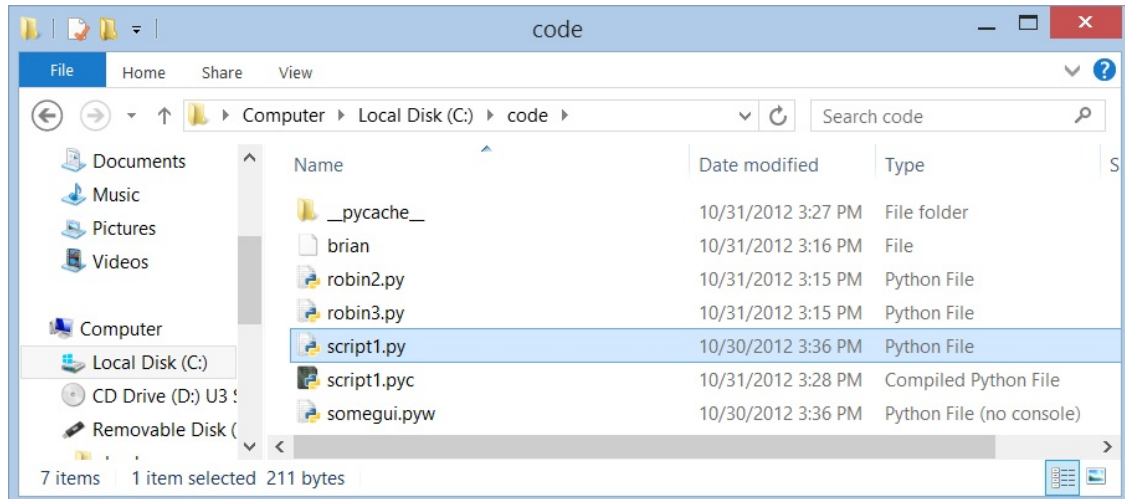 code
File Home Share View
Computer Local Disk (C:) code Search code
Documents
Music
Pictures
Videos
Computer
Local Disk (C:)
CD Drive (D:) U3
Removable Disk (
Name Date modified Type S
__pycache__ 10/31/2012 3:27 PM File folder
brian 10/31/2012 3:16 PM File
robin2.py 10/31/2012 3:15 PM Python File
robin3.py 10/31/2012 3:15 PM Python File
script1.py 10/30/2012 3:36 PM Python File
script1.pyc 10/31/2012 3:28 PM Compiled Python File
somegui.pyw 10/30/2012 3:36 PM Python File (no console)
7 items 1 item selected 211 bytes